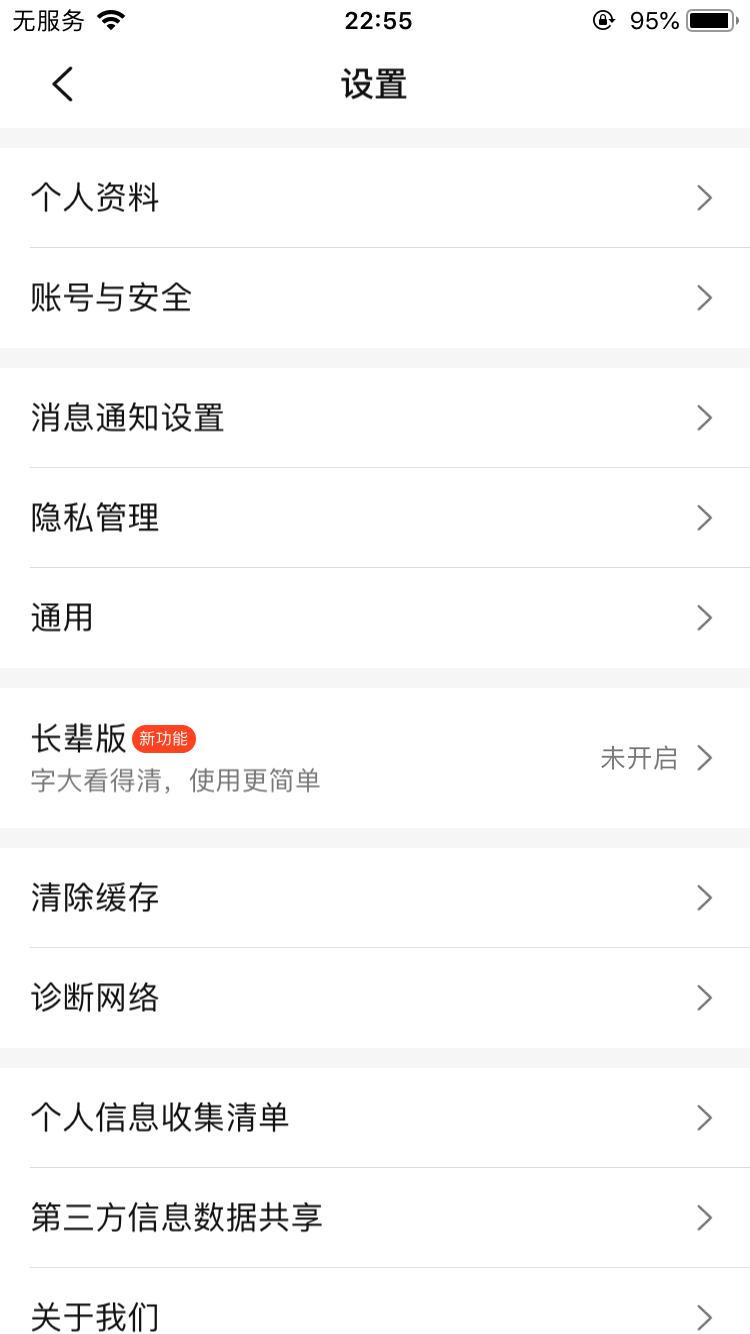 无服务 22:55 95%
设置
个人资料
账号与安全
消息通知设置
隐私管理
通用
长辈版 新功能
字大看得清，使用更简单
未开启
清除缓存
诊断网络
个人信息收集清单
第三方信息数据共享
关于我们